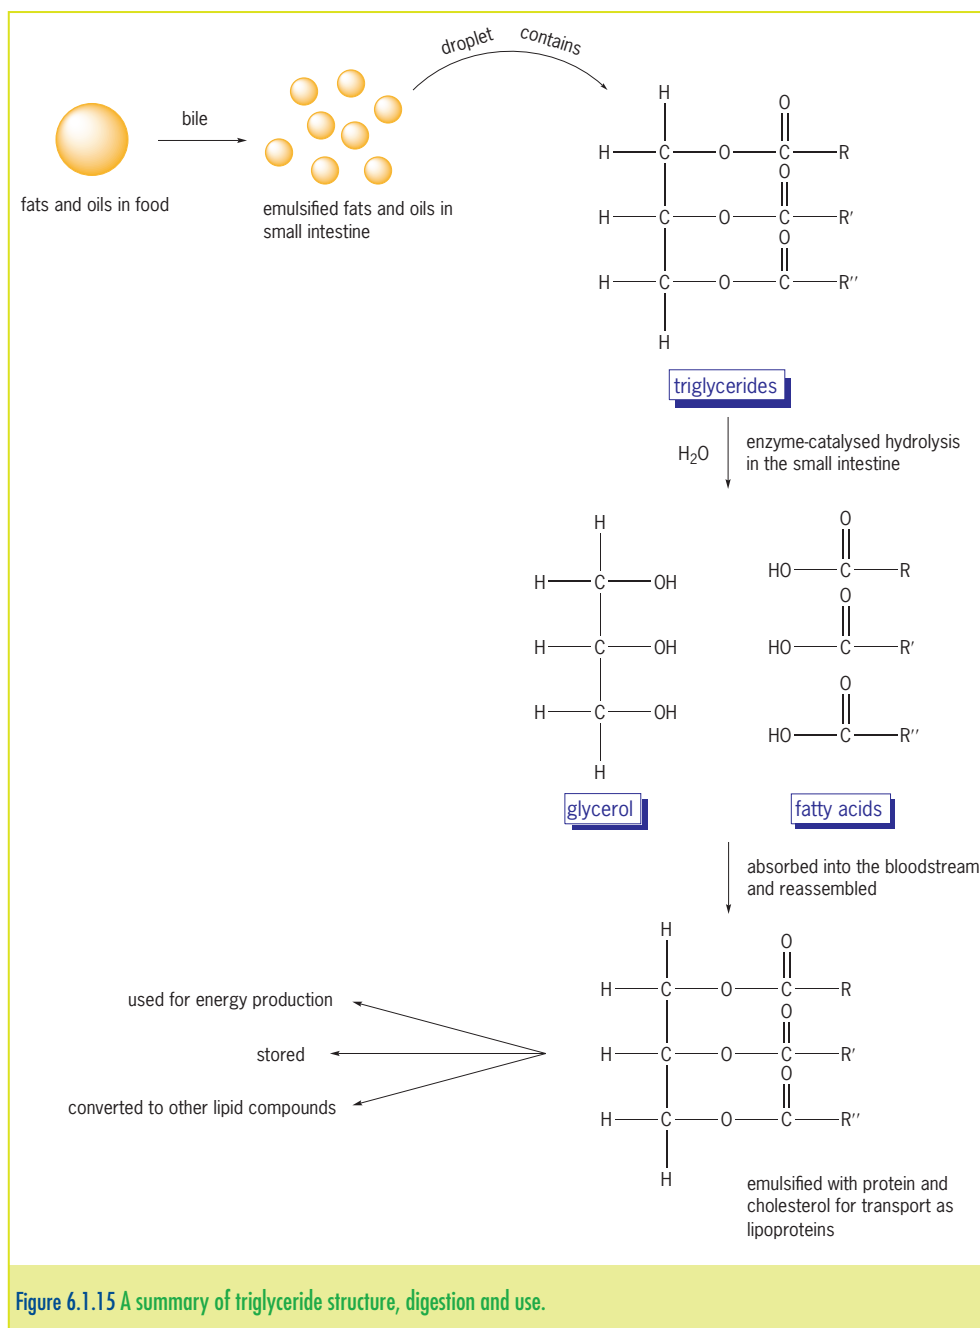 droplet contains
bile
fats and oils in food
emulsified fats and oils in
small intestine
H O
H C O C R
O
H C O C R′
O
H C O C R′′
H
triglycerides
H₂O
enzyme-catalysed hydrolysis
in the small intestine
H O
H C OH HO C R
O
H C OH HO C R′
O
H C OH HO C R′′
H
glycerol
fatty acids
absorbed into the bloodstream
and reassembled
H O
H C O C R
O
H C O C R′
O
H C O C R′′
H
used for energy production
stored
converted to other lipid compounds
emulsified with protein and
cholesterol for transport as
lipoproteins
Figure 6.1.15 A summary of triglyceride structure, digestion and use.